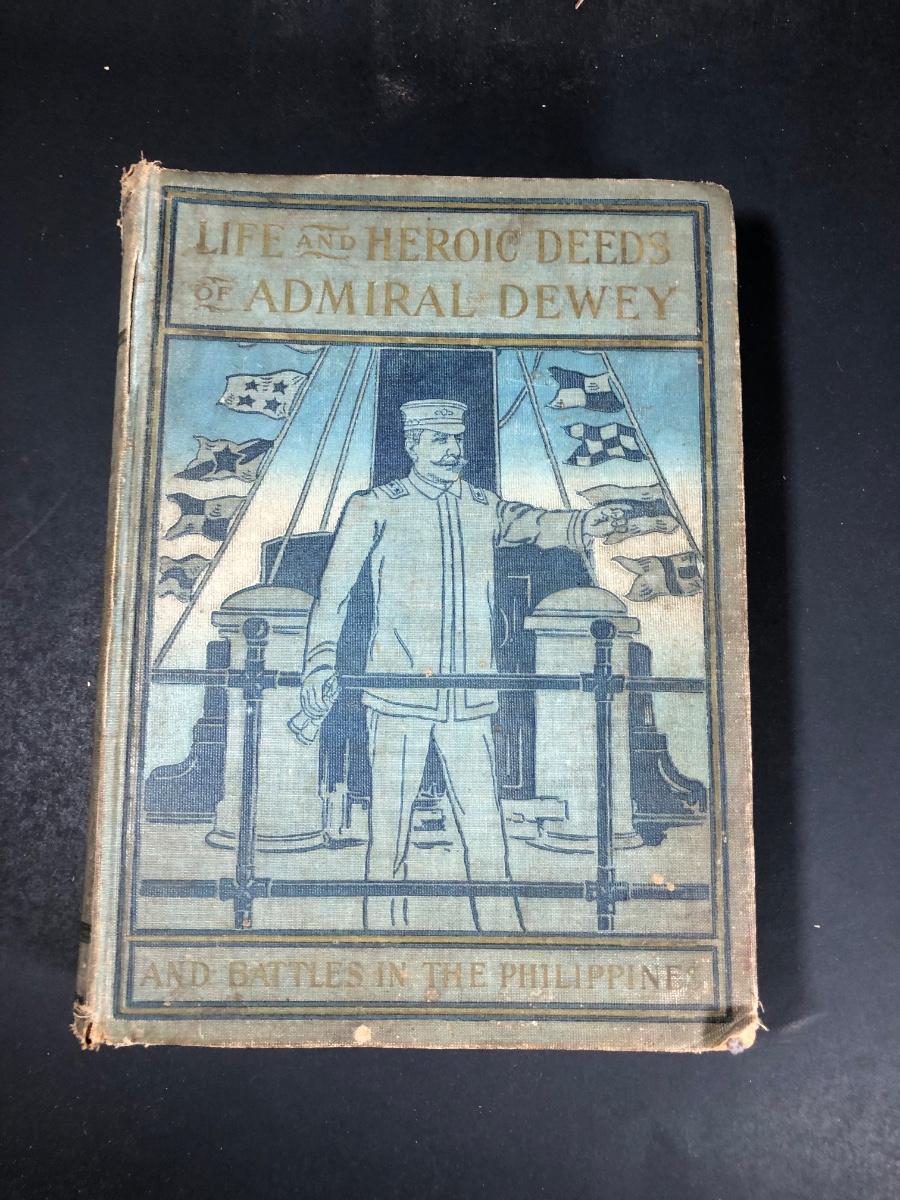 LIFE AND HEROIC DEEDS
OF ADMIRAL DEWEY
AND BATTLES IN THE PHILIPPINES